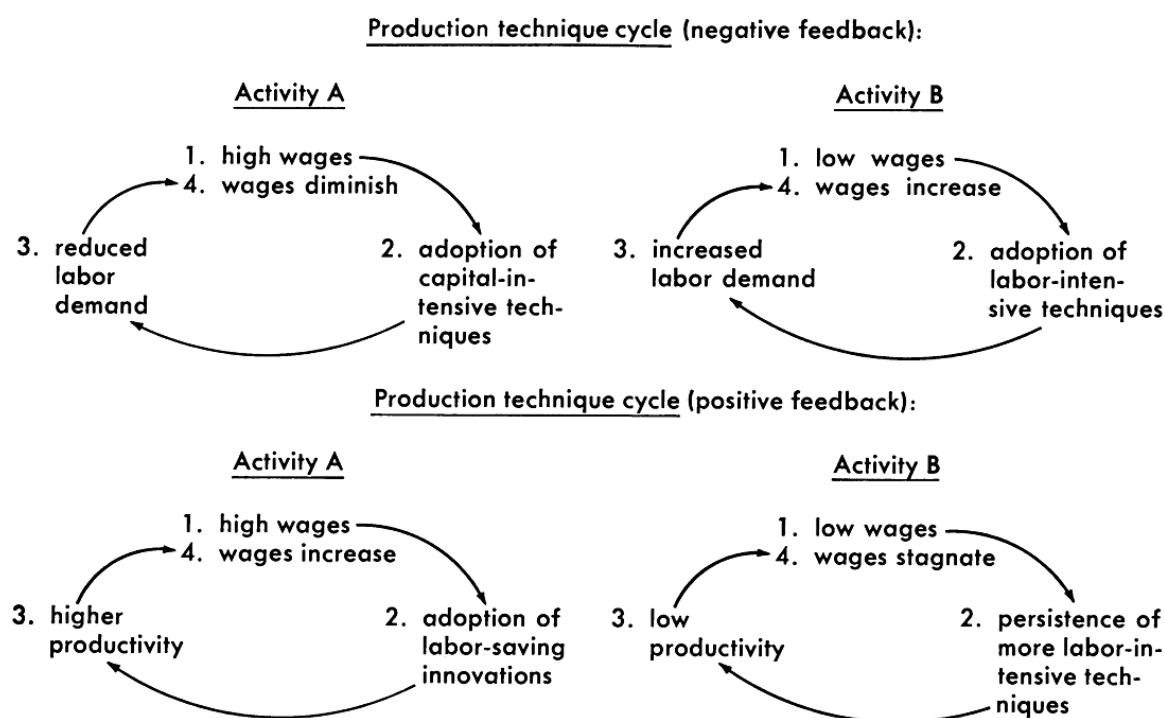 Production technique cycle (negative feedback):
Activity A
1. high wages
4. wages diminish
2. adoption of
capital-in-
tensive tech-
niques
3. reduced
labor
demand
Activity B
1. low wages
4. wages increase
2. adoption of
labor-inten-
sive techniques
3. increased
labor demand
Production technique cycle (positive feedback):
Activity A
1. high wages
4. wages increase
2. adoption of
labor-saving
innovations
3. higher
productivity
Activity B
1. low wages
4. wages stagnate
2. persistence of
more labor-in-
tensive tech-
niques
3. low
productivity